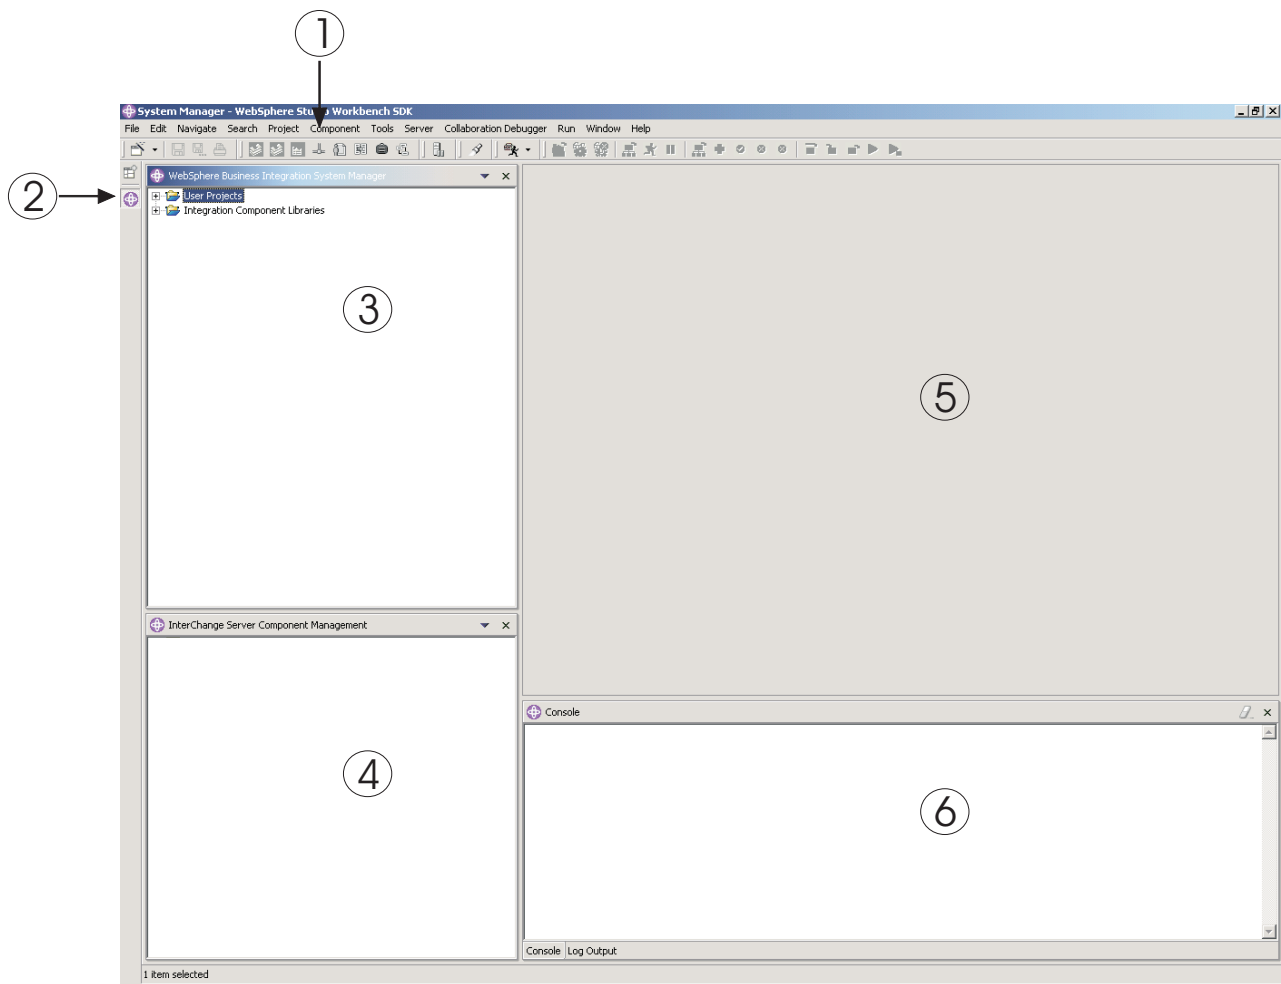 1
System Manager - WebSphere Studio Workbench SDK
File Edit Navigate Search Project Component Tools Server Collaboration Debugger Run Window Help
2
WebSphere Business Integration System Manager
User Projects
Integration Component Libraries
3
5
InterChange Server Component Management
4
Console
6
Console Log Output
1 item selected